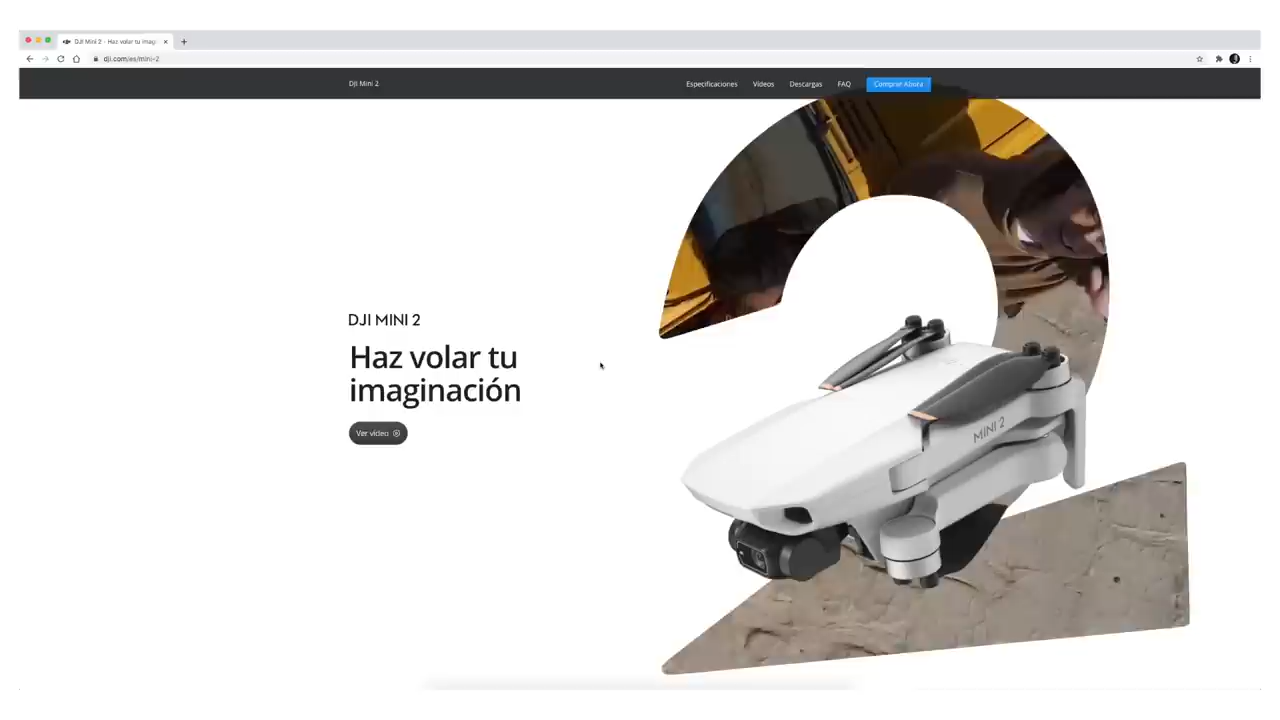 DJI Mini 2 - Haz volar tu imag
dji.com/es/mini-2
DJI Mini 2
Especificaciones
Vídeos
Descargas
FAQ
Comprar Ahora
DJI MINI 2
Haz volar tu
imaginación
Ver vídeo
MINI 2